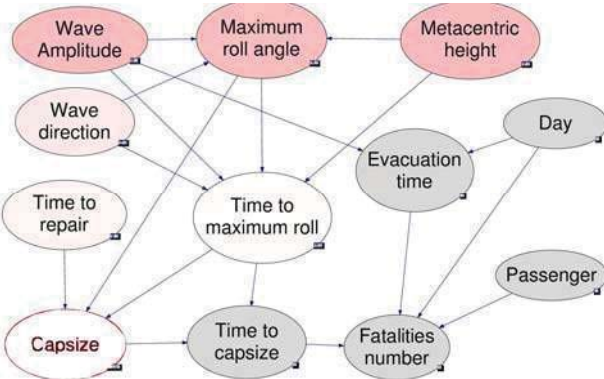 Wave
Amplitude
Maximum
roll angle
Metacentric
height
Wave
direction
Day
Evacuation
time
Time to
repair
Time to
maximum roll
Passenger
Capsize
Time to
capsize
Fatalities
number